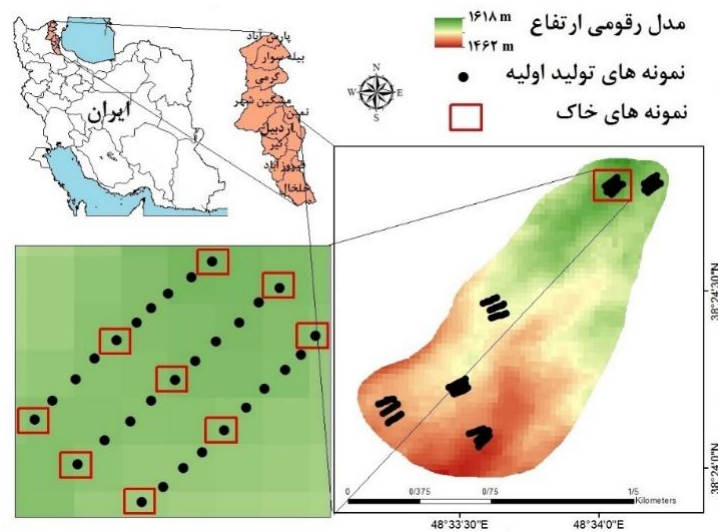 ۱۶۱۸ m
مدل رقومی ارتفاع
۱۴۶۲ m
نمونه های تولید اولیه
نمونه های خاک
N
W E
S
ایران
پارس آباد
بیله سوار
گرمی
مشگین شهر
نمین
اردبیل
نیر
فیروزآباد
خلخال
38°24'30"N
38°24'0"N
0 0/375 0/75 1/5
Kilometers
48°33'30"E 48°34'0"E